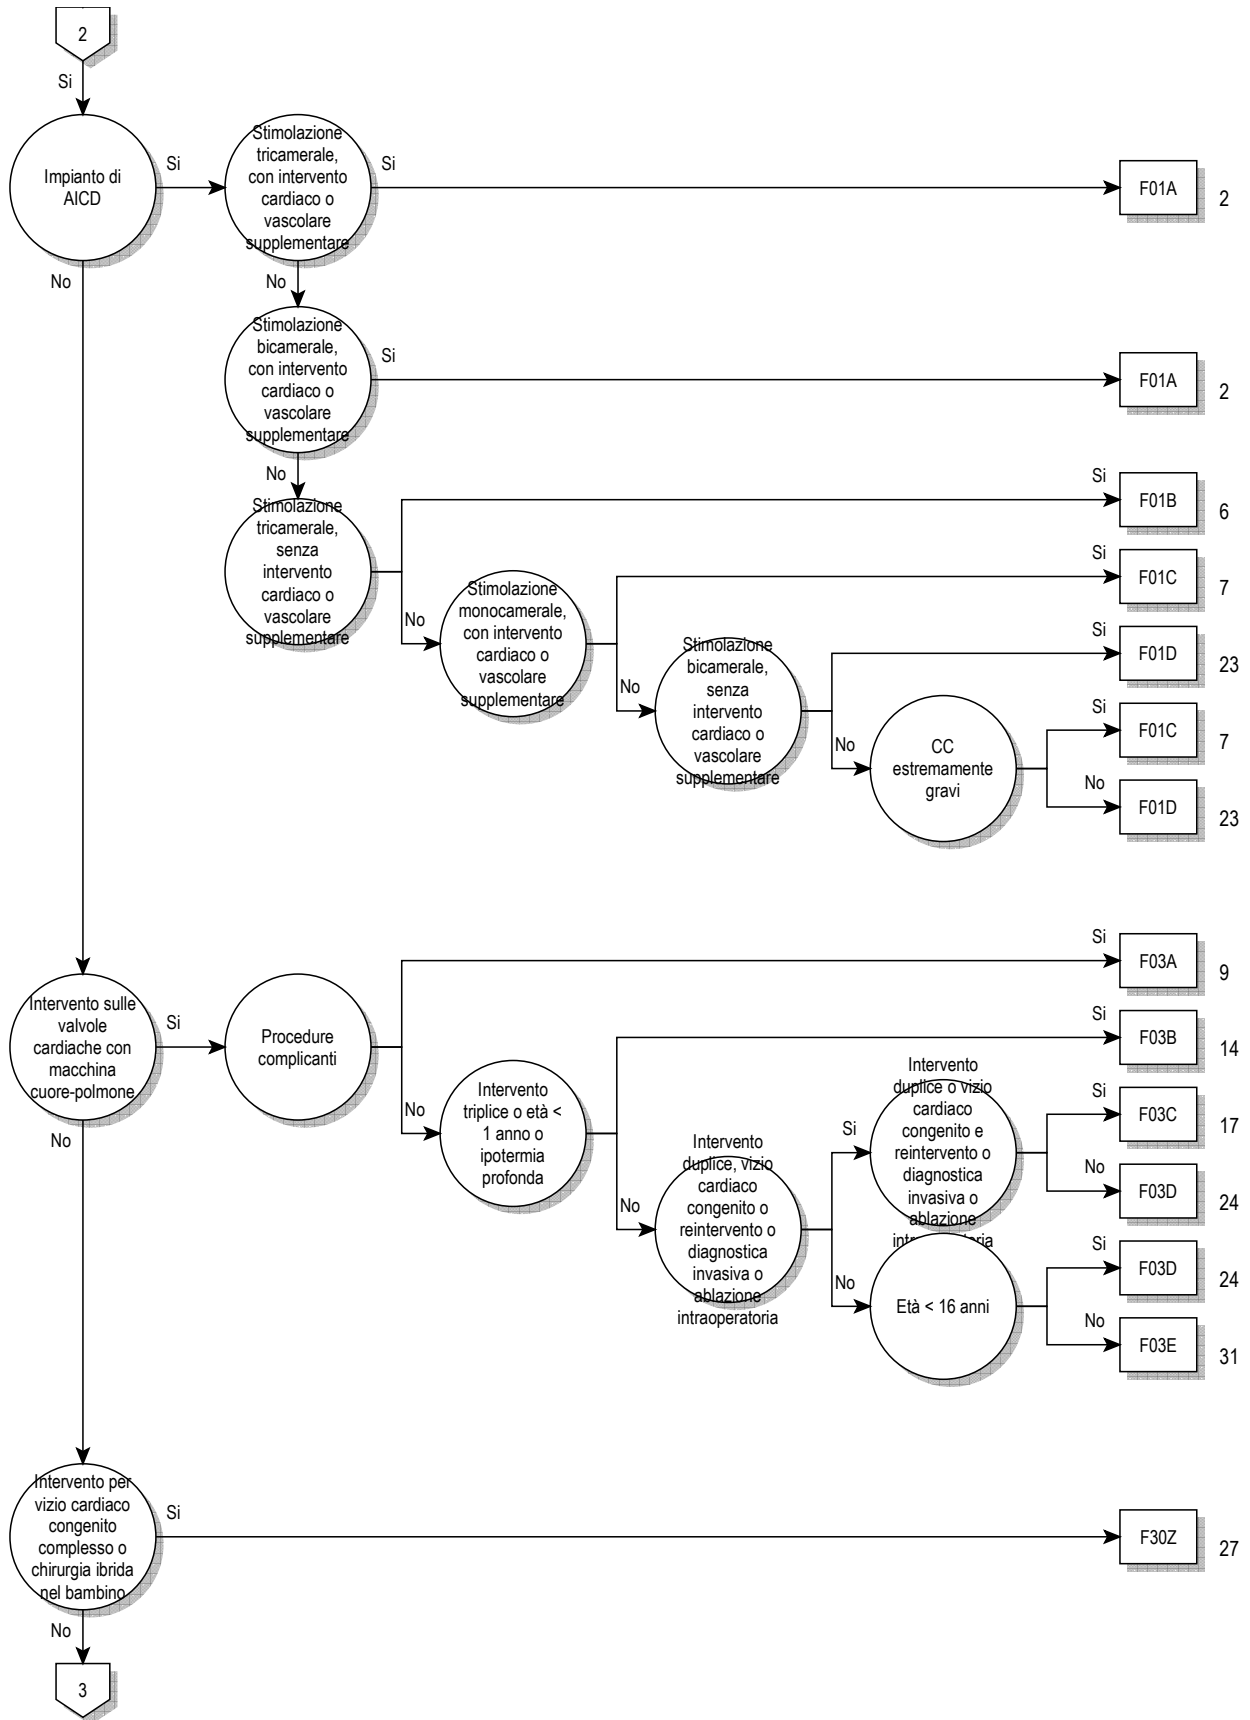 2
Si
Impianto di
AICD
Si
Stimolazione
tricamerale,
con intervento
cardiaco o
vascolare
supplementare
Si
F01A
2
No
No
Stimolazione
bicamerale,
con intervento
cardiaco o
vascolare
supplementare
Si
F01A
2
No
Stimolazione
tricamerale,
senza
intervento
cardiaco o
vascolare
supplementare
Si
F01B
6
No
Stimolazione
monocamerale,
con intervento
cardiaco o
vascolare
supplementare
Si
F01C
7
No
Stimolazione
bicamerale,
senza
intervento
cardiaco o
vascolare
supplementare
Si
F01D
23
No
CC
estremamente
gravi
Si
F01C
7
No
F01D
23
Intervento sulle
valvole
cardiache con
macchina
cuore-polmone
Si
Procedure
complicanti
Si
F03A
9
No
Intervento
triplice o età <
1 anno o
ipotermia
profonda
Si
F03B
14
No
Intervento
duplice, vizio
cardiaco
congenito o
reintervento o
diagnostica
invasiva o
ablazione
intraoperatoria
Si
Intervento
duplice o vizio
cardiaco
congenito e
reintervento o
diagnostica
invasiva o
ablazione
Si
F03C
17
No
F03D
24
No
Età < 16 anni
Si
F03D
24
No
F03E
31
No
Intervento per
vizio cardiaco
congenito
complesso o
chirurgia ibrida
nel bambino
Si
F30Z
27
No
3